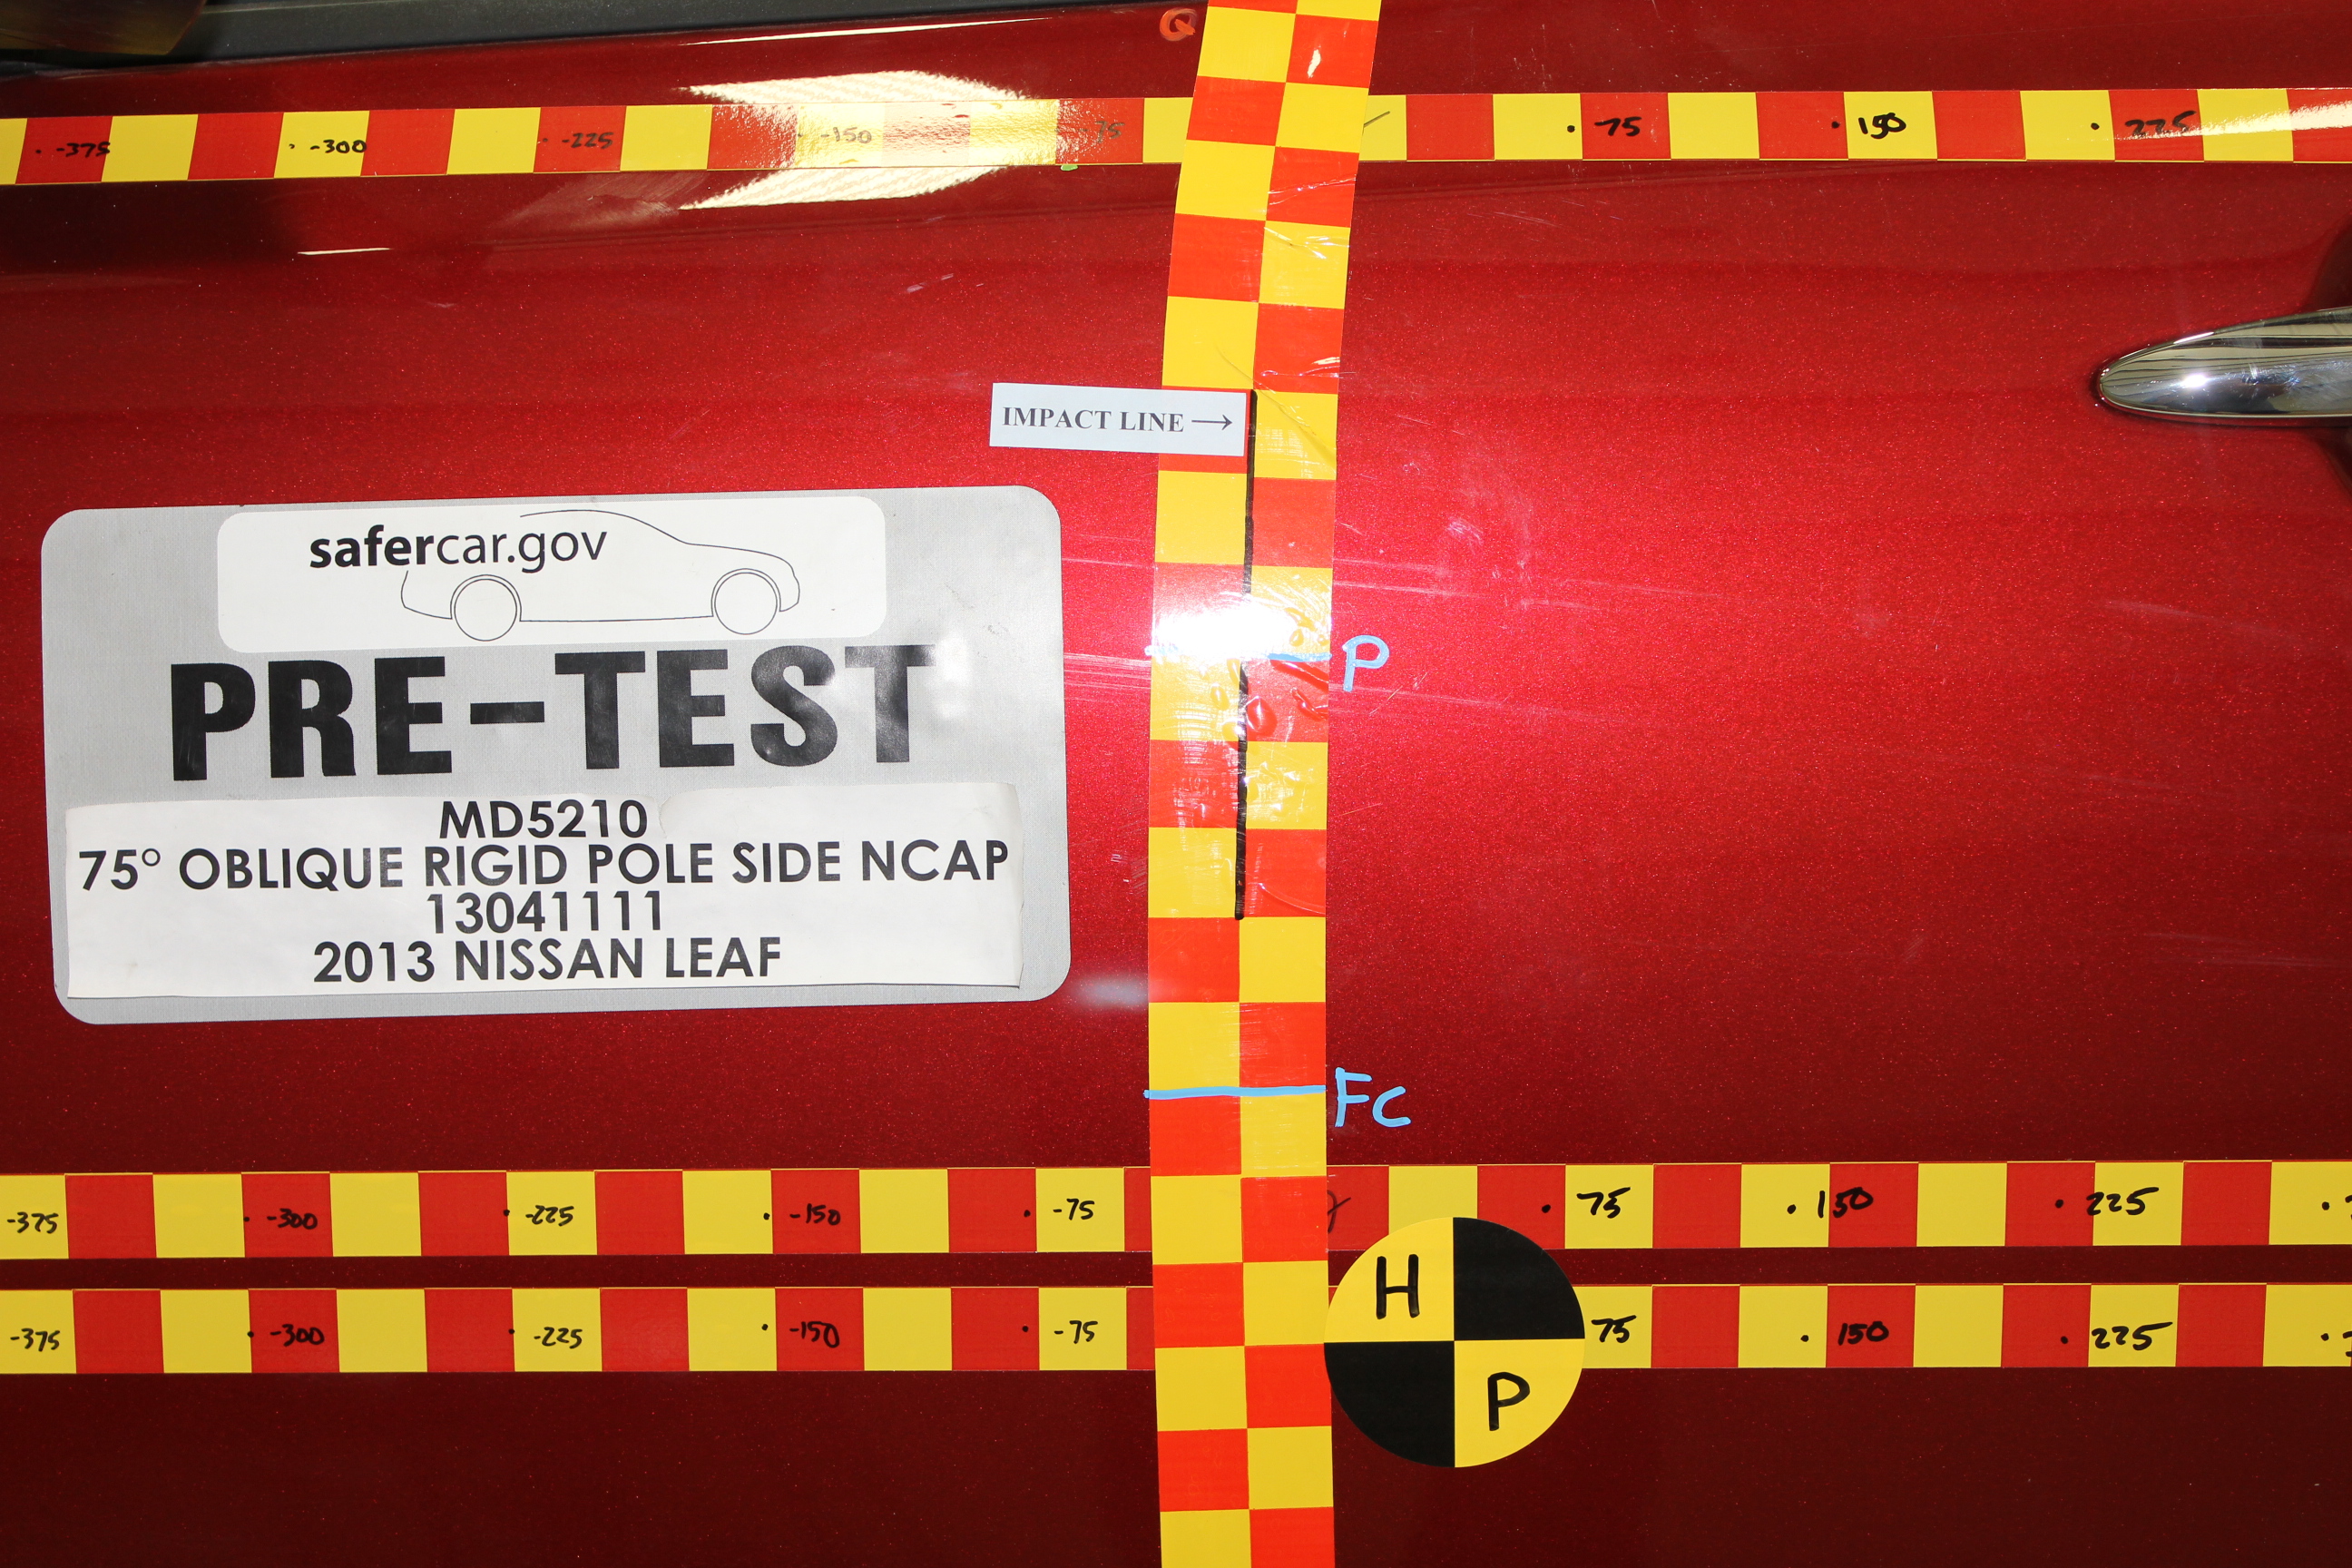 Q
-375 -300 -225 -150 -75 75 150 225
IMPACT LINE →
safercar.gov
PRE-TEST
P
MD5210
75° OBLIQUE RIGID POLE SIDE NCAP
13041111
2013 NISSAN LEAF
FC
-375 -300 -225 -150 -75 75 150 225
H
-375 -300 -225 -150 -75 75 150 225
P